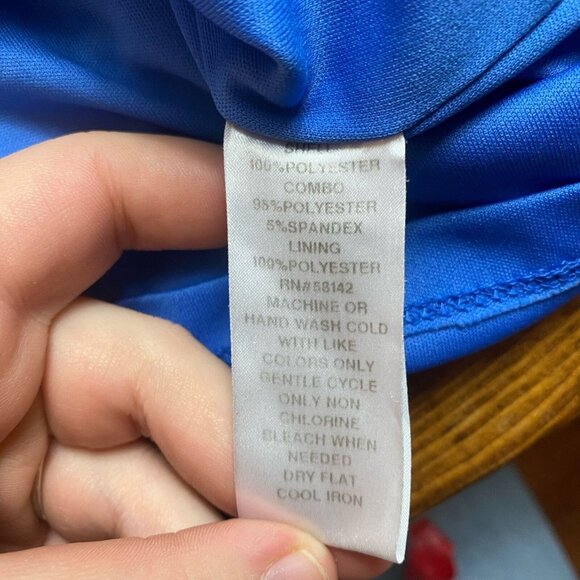 SHELL
100%POLYESTER
COMBO
95%POLYESTER
5%SPANDEX
LINING
100%POLYESTER
RN#58142
MACHINE OR
HAND WASH COLD
WITH LIKE
COLORS ONLY
GENTLE CYCLE
ONLY NON
CHLORINE
BLEACH WHEN
NEEDED
DRY FLAT
COOL IRON